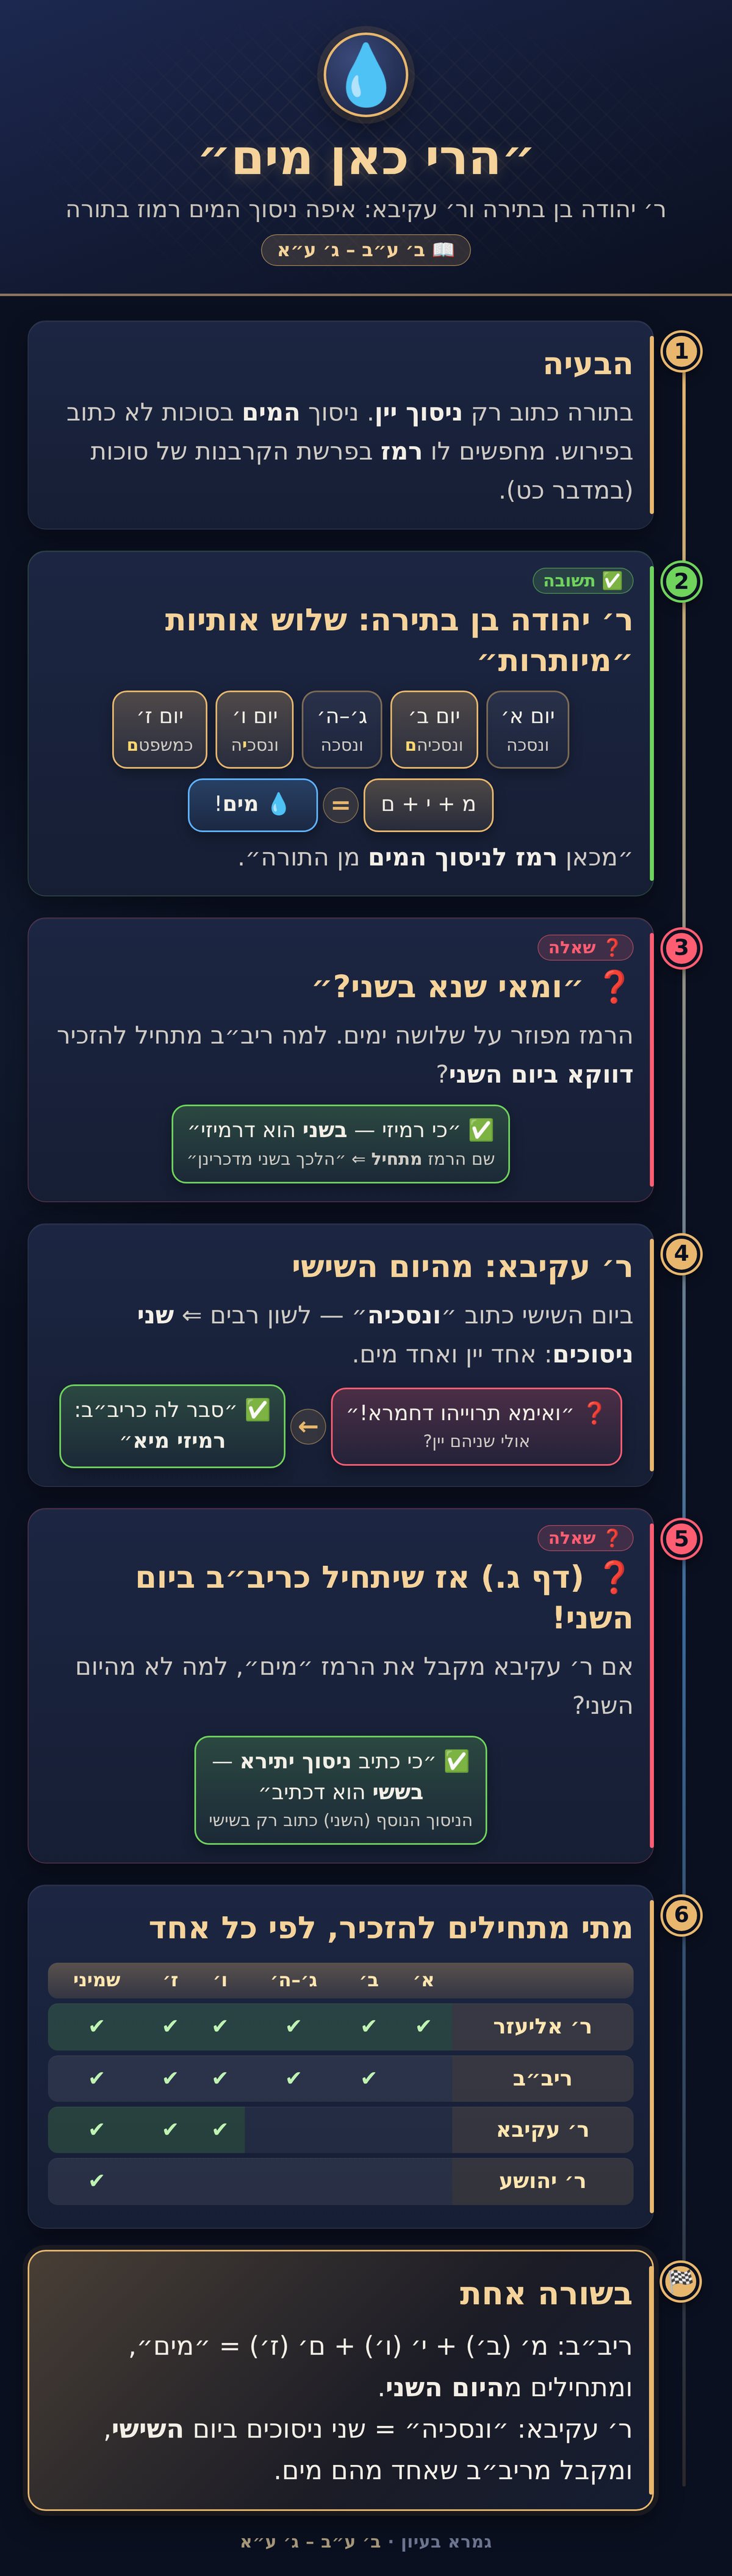 ״הרי כאן מים״
ר׳ יהודה בן בתירה ור׳ עקיבא: איפה ניסוך המים רמוז בתורה
📖 ב׳ ע״ב – ג׳ ע״א
1
הבעיה
בתורה כתוב רק ניסוך יין. ניסוך המים בסוכות לא כתוב
בפירוש. מחפשים לו רמז בפרשת הקרבנות של סוכות
(במדבר כט).
2
✅ תשובה
ר׳ יהודה בן בתירה: שלוש אותיות
״מיותרות״
יום א׳ יום ב׳ ג׳–ה׳ יום ו׳ יום ז׳
ונסכה ונסכיהם ונסכה ונסכיה כמשפטם
מ + י + ם = 💧 מים!
״מכאן רמז לניסוך המים מן התורה״.
3
❓ שאלה
❓ ״ומאי שנא בשני?״
הרמז מפוזר על שלושה ימים. למה ריב״ב מתחיל להזכיר
דווקא ביום השני?
✅ ״כי רמיזי — בשני הוא דרמיזי״
שם הרמז מתחיל ⇐ ״הלכך בשני מדכרינן״
4
ר׳ עקיבא: מהיום השישי
ביום השישי כתוב ״ונסכיה״ — לשון רבים ⇐ שני
ניסוכים: אחד יין ואחד מים.
❓ ״ואימא תרוייהו דחמרא!״
אולי שניהם יין?
←
✅ ״סבר לה כריב״ב:
רמיזי מיא״
5
❓ שאלה
❓ (דף ג.) אז שיתחיל כריב״ב ביום
השני!
אם ר׳ עקיבא מקבל את הרמז ״מים״, למה לא מהיום
השני?
✅ ״כי כתיב ניסוך יתירא —
בששי הוא דכתיב״
הניסוך הנוסף (השני) כתוב רק בשישי
6
מתי מתחילים להזכיר, לפי כל אחד
א׳ ב׳ ג׳–ה׳ ו׳ ז׳ שמיני
ר׳ אליעזר ✔ ✔ ✔ ✔ ✔ ✔
ריב״ב ✔ ✔ ✔ ✔ ✔
ר׳ עקיבא ✔ ✔ ✔
ר׳ יהושע ✔
בשורה אחת
ריב״ב: מ׳ (ב׳) + י׳ (ו׳) + ם׳ (ז׳) = ״מים״,
ומתחילים מהיום השני.
ר׳ עקיבא: ״ונסכיה״ = שני ניסוכים ביום השישי,
ומקבל מריב״ב שאחד מהם מים.
גמרא בעיון · ב׳ ע״ב – ג׳ ע״א